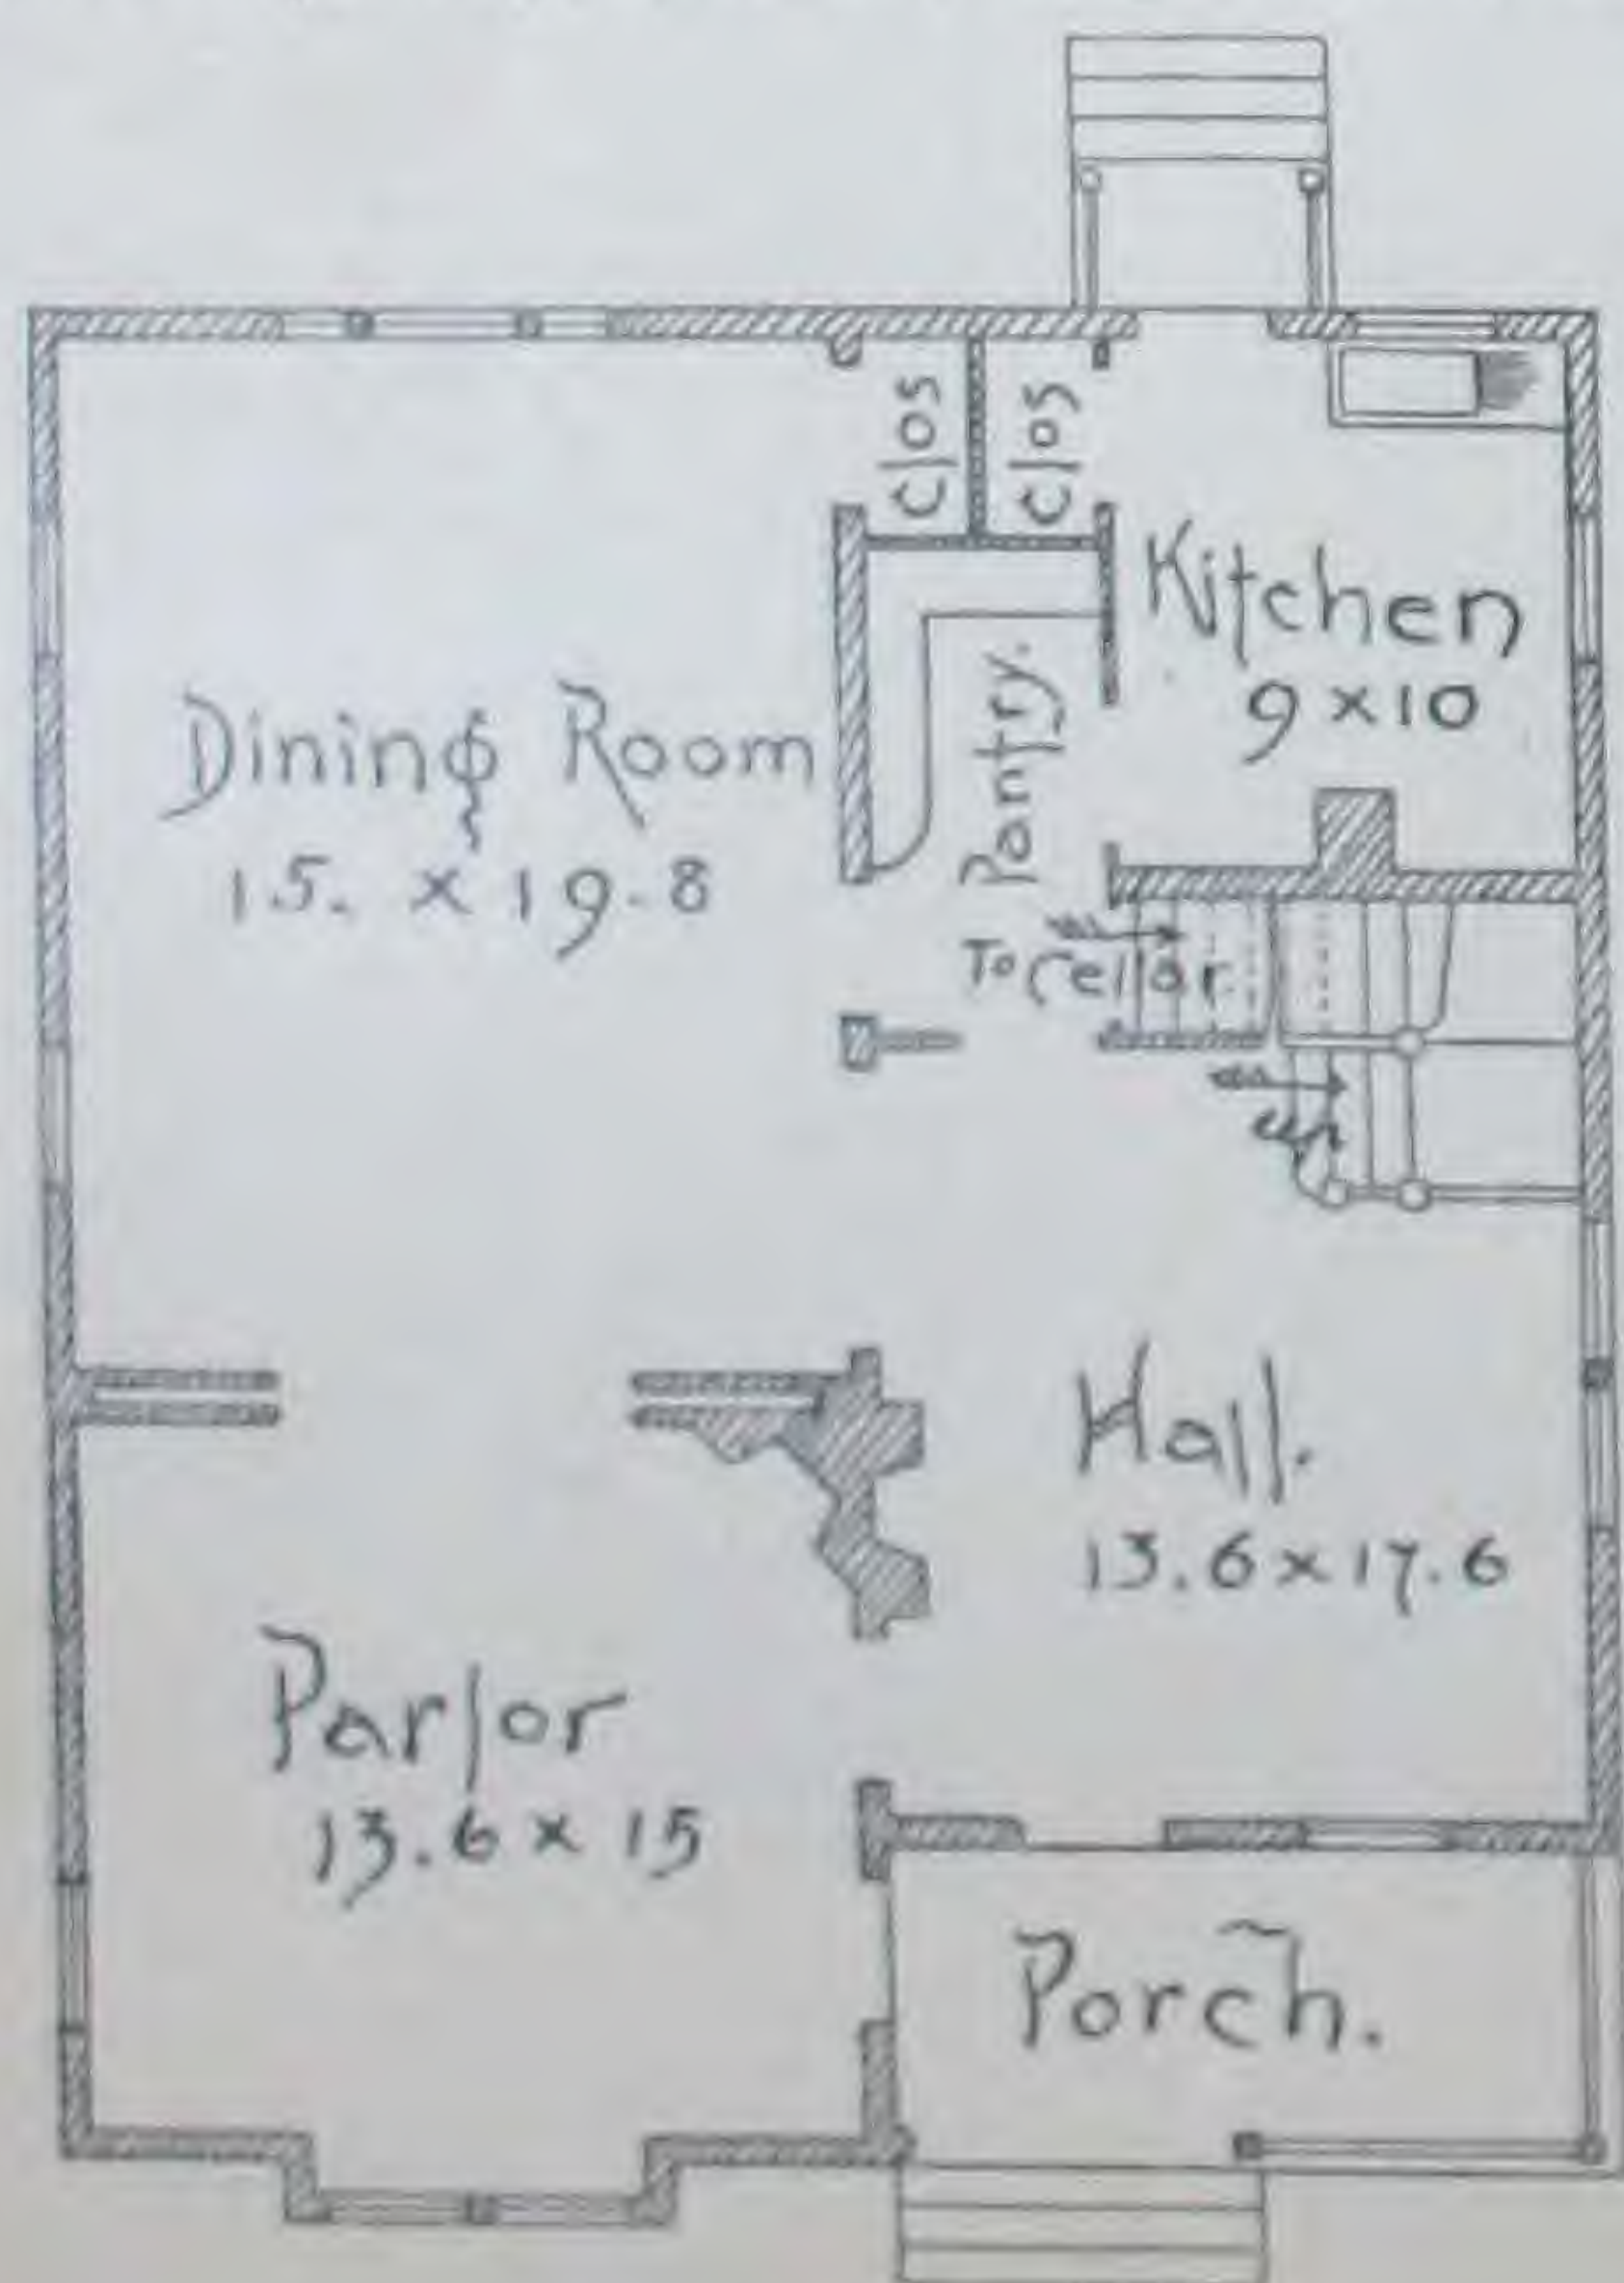 Clos
Clos
Kitchen
9 x 10
Pantry.
Dining Room
15. x 19.8
To Cellar
up
Hall.
13.6 x 17.6
Parlor
13.6 x 15
Porch.